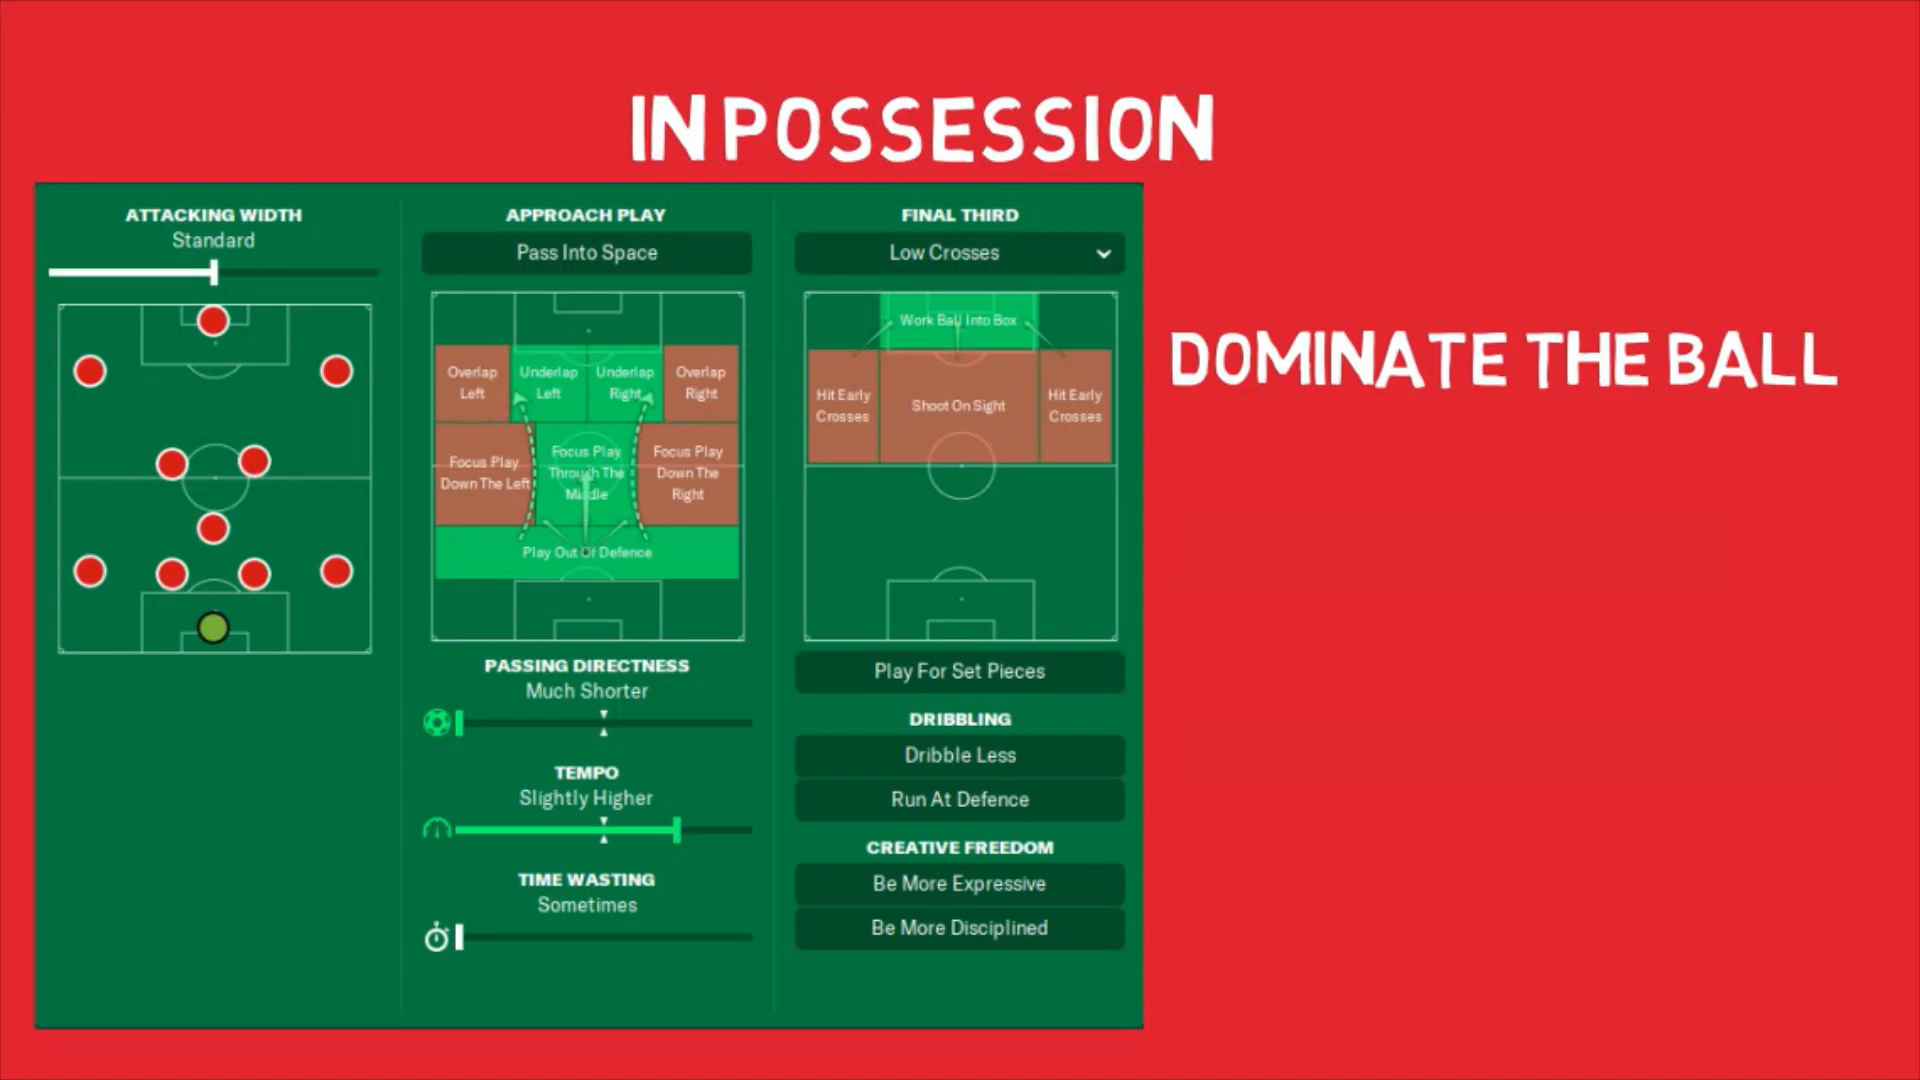 IN POSSESSION
DOMINATE THE BALL
ATTACKING WIDTH
Standard
APPROACH PLAY
Pass Into Space
Overlap
Left
Underlap
Left
Underlap
Right
Overlap
Right
Focus Play
Down The Left
Focus Play
Through The
Middle
Focus Play
Down The
Right
Play Out Of Defence
PASSING DIRECTNESS
Much Shorter
TEMPO
Slightly Higher
TIME WASTING
Sometimes
FINAL THIRD
Low Crosses
Work Ball Into Box
Hit Early
Crosses
Shoot On Sight
Hit Early
Crosses
Play For Set Pieces
DRIBBLING
Dribble Less
Run At Defence
CREATIVE FREEDOM
Be More Expressive
Be More Disciplined